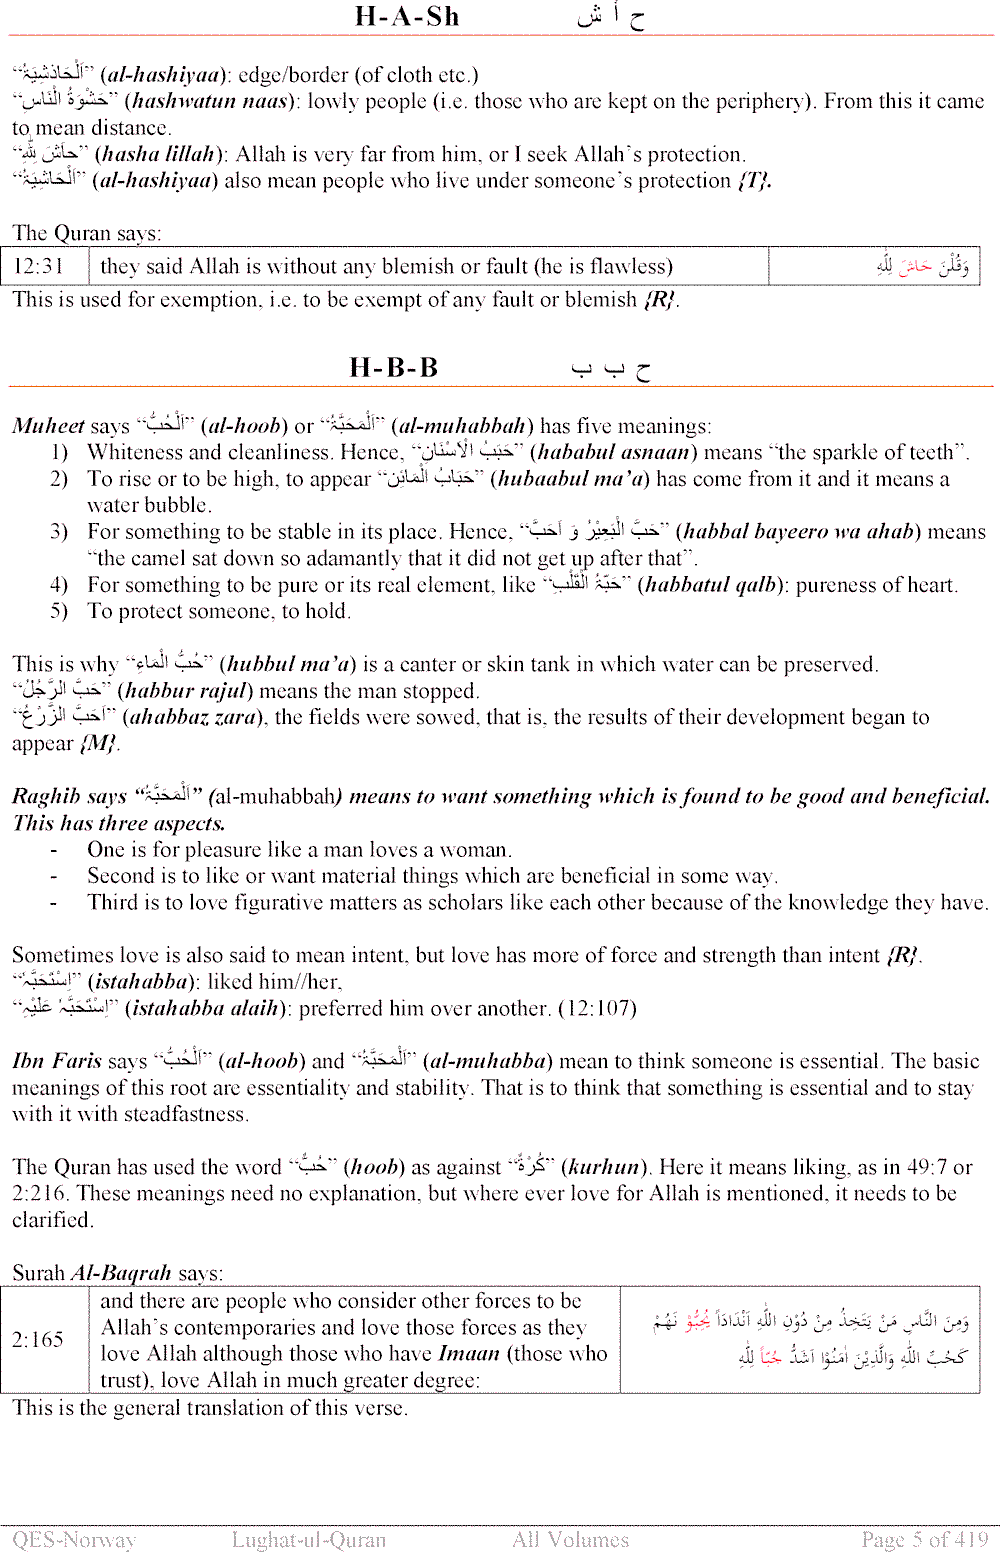 H-A-Sh ح أ ش
“اَلْحَاذشِيَۃُ” (al-hashiyaa): edge/border (of cloth etc.)
“حَشْوَۃُ الْنَاسِ” (hashwatun naas): lowly people (i.e. those who are kept on the periphery). From this it came
to mean distance.
“حاَشَ لِلّٰہِ” (hasha lillah): Allah is very far from him, or I seek Allah’s protection.
“اَلْحَاشِيَۃُ” (al-hashiyaa) also mean people who live under someone’s protection {T}.
The Quran says:
12:31 they said Allah is without any blemish or fault (he is flawless) وَقُلْنَ حَاشَ لِلّٰهِ
This is used for exemption, i.e. to be exempt of any fault or blemish {R}.
H-B-B ح ب ب
Muheet says “اَلْحُبُّ” (al-hoob) or “اَلْمَحَبَّۃُ” (al-muhabbah) has five meanings:
1) Whiteness and cleanliness. Hence, “حَبَبُ الْاَسْنَانِ” (hababul asnaan) means “the sparkle of teeth”.
2) To rise or to be high, to appear “حَبَابُ الْمَائِنِ” (hubaabul ma’a) has come from it and it means a
water bubble.
3) For something to be stable in its place. Hence, “حَبَّ الْبَعِيْرُ وَ اَحَبَّ” (habbal bayeero wa ahab) means
“the camel sat down so adamantly that it did not get up after that”.
4) For something to be pure or its real element, like “حَبّۃُ الْقَلْبِ” (habbatul qalb): pureness of heart.
5) To protect someone, to hold.
This is why “حُبُّ الْمَاءِ” (hubbul ma’a) is a canter or skin tank in which water can be preserved.
“حَبَّ الرَّجُلُ” (habbur rajul) means the man stopped.
“اَحَبَّ الزَّرْعُ” (ahabbaz zara), the fields were sowed, that is, the results of their development began to
appear {M}.
Raghib says “اَلْمَحَبَّۃُ” (al-muhabbah) means to want something which is found to be good and beneficial.
This has three aspects.
- One is for pleasure like a man loves a woman.
- Second is to like or want material things which are beneficial in some way.
- Third is to love figurative matters as scholars like each other because of the knowledge they have.
Sometimes love is also said to mean intent, but love has more of force and strength than intent {R}.
“اِسْتَحَبَّہٗ” (istahabba): liked him//her,
“اِسْتَحَبَّہٗ عَلَيْہِ” (istahabba alaih): preferred him over another. (12:107)
Ibn Faris says “اَلْحُبُّ” (al-hoob) and “اَلْمَحَبَّۃُ” (al-muhabba) mean to think someone is essential. The basic
meanings of this root are essentiality and stability. That is to think that something is essential and to stay
with it with steadfastness.
The Quran has used the word “حُبٌّ” (hoob) as against “كُرْہٌ” (kurhun). Here it means liking, as in 49:7 or
2:216. These meanings need no explanation, but where ever love for Allah is mentioned, it needs to be
clarified.
Surah Al-Baqrah says:
2:165 and there are people who consider other forces to be
Allah’s contemporaries and love those forces as they
love Allah although those who have Imaan (those who
trust), love Allah in much greater degree:
وَمِنَ النَّاسِ مَنْ يَتَّخِذُ مِنْ دُوْنِ اللّٰهِ اَنْدَادَاً يُحِبُّوْ نَهُمْ
كَحُبِّ اللّٰهِ وَالَّذِيْنَ اٰمَنُوْا اَشَدُّ حُبّاً لِلّٰهِ
This is the general translation of this verse.
QES-Norway Lughat-ul-Quran All Volumes Page 5 of 419